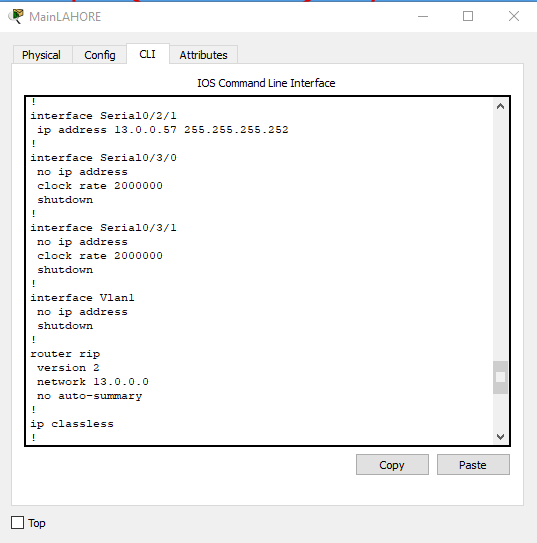 MainLAHORE
Physical Config CLI Attributes
IOS Command Line Interface
!
interface Serial0/2/1
ip address 13.0.0.57 255.255.255.252
!
interface Serial0/3/0
no ip address
clock rate 2000000
shutdown
!
interface Serial0/3/1
no ip address
clock rate 2000000
shutdown
!
interface Vlan1
no ip address
shutdown
!
router rip
version 2
network 13.0.0.0
no auto-summary
!
ip classless
!
Copy Paste
Top